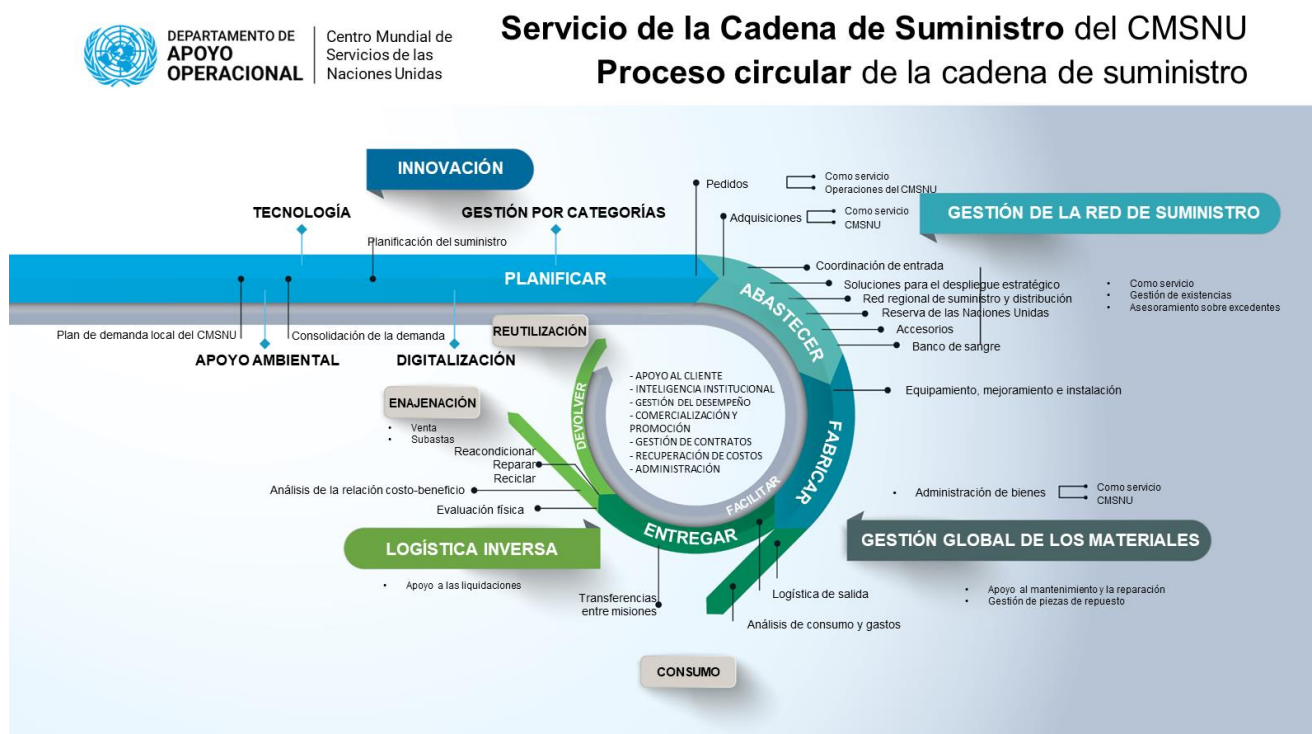 DEPARTAMENTO DE
APOYO
OPERACIONAL
Centro Mundial de
Servicios de las
Naciones Unidas
Servicio de la Cadena de Suministro del CMSNU
Proceso circular de la cadena de suministro
INNOVACIÓN
TECNOLOGÍA
GESTIÓN POR CATEGORÍAS
Planificación del suministro
PLANIFICAR
Plan de demanda local del CMSNU
Consolidación de la demanda
APOYO AMBIENTAL
DIGITALIZACIÓN
Pedidos
Como servicio
Operaciones del CMSNU
Adquisiciones
Como servicio
CMSNU
GESTIÓN DE LA RED DE SUMINISTRO
ABASTECER
Coordinación de entrada
Soluciones para el despliegue estratégico
Red regional de suministro y distribución
Reserva de las Naciones Unidas
Accesorios
Banco de sangre
• Como servicio
• Gestión de existencias
• Asesoramiento sobre excedentes
FABRICAR
Equipamiento, mejoramiento e instalación
• Administración de bienes
Como servicio
CMSNU
GESTIÓN GLOBAL DE LOS MATERIALES
• Apoyo al mantenimiento y la reparación
• Gestión de piezas de repuesto
REUTILIZACIÓN
DEVOLVER
- APOYO AL CLIENTE
- INTELIGENCIA INSTITUCIONAL
- GESTIÓN DEL DESEMPEÑO
- COMERCIALIZACIÓN Y
PROMOCIÓN
- GESTIÓN DE CONTRATOS
- RECUPERACIÓN DE COSTOS
- ADMINISTRACIÓN
FACILITAR
ENTREGAR
ENAJENACIÓN
• Venta
• Subastas
Reacondicionar
Reparar
Reciclar
Análisis de la relación costo-beneficio
Evaluación física
LOGÍSTICA INVERSA
• Apoyo a las liquidaciones
Transferencias
entre misiones
Logística de salida
Análisis de consumo y gastos
CONSUMO